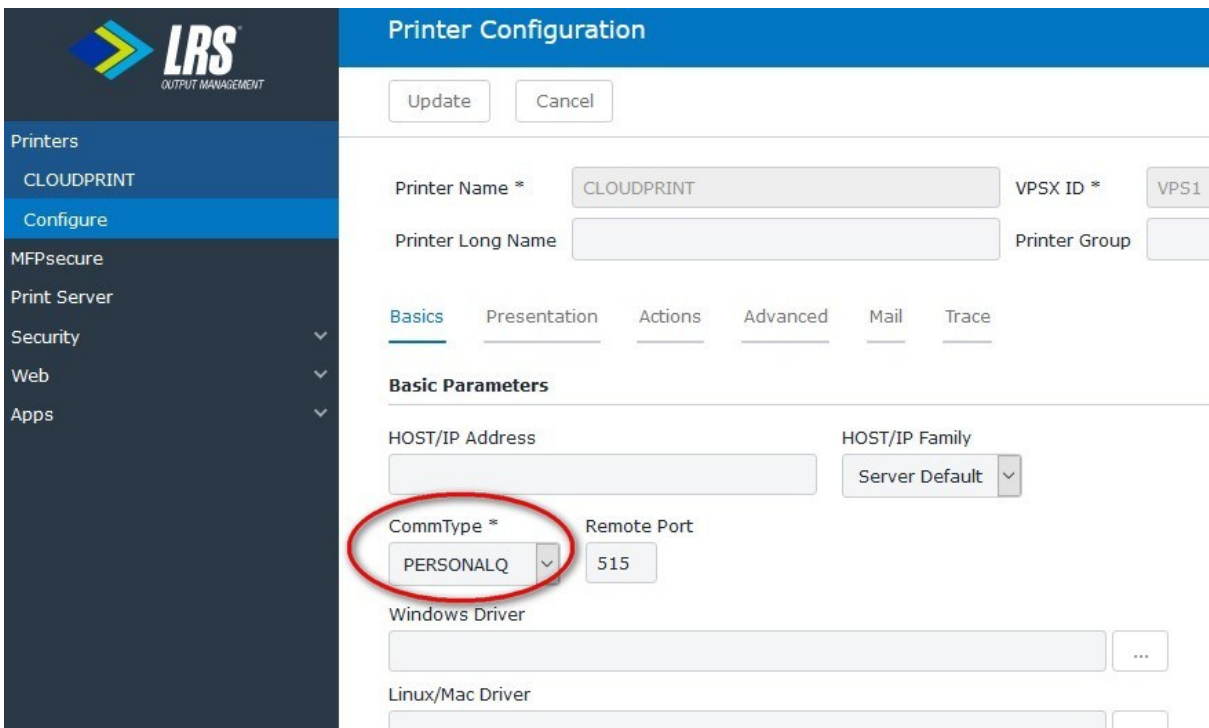 LRS
OUTPUT MANAGEMENT
Printers
CLOUDPRINT
Configure
MFPsecure
Print Server
Security
Web
Apps
Printer Configuration
Update Cancel
Printer Name * CLOUDPRINT VPSX ID * VPS1
Printer Long Name Printer Group
Basics Presentation Actions Advanced Mail Trace
Basic Parameters
HOST/IP Address HOST/IP Family
Server Default
CommType * Remote Port
PERSONALQ 515
Windows Driver
...
Linux/Mac Driver